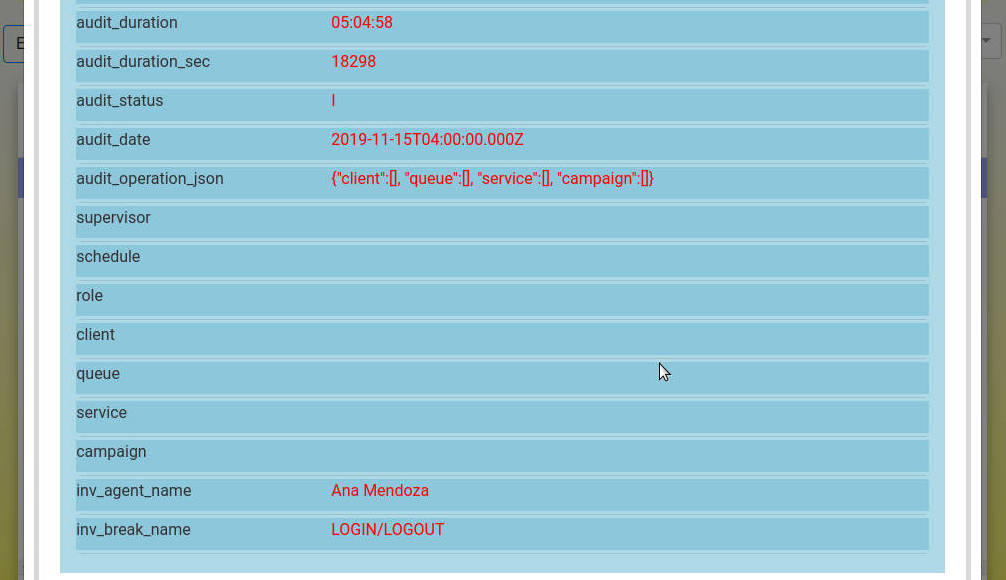 audit_duration 05:04:58
audit_duration_sec 18298
audit_status I
audit_date 2019-11-15T04:00:00.000Z
audit_operation_json {"client":[], "queue":[], "service":[], "campaign":[]}
supervisor
schedule
role
client
queue
service
campaign
inv_agent_name Ana Mendoza
inv_break_name LOGIN/LOGOUT